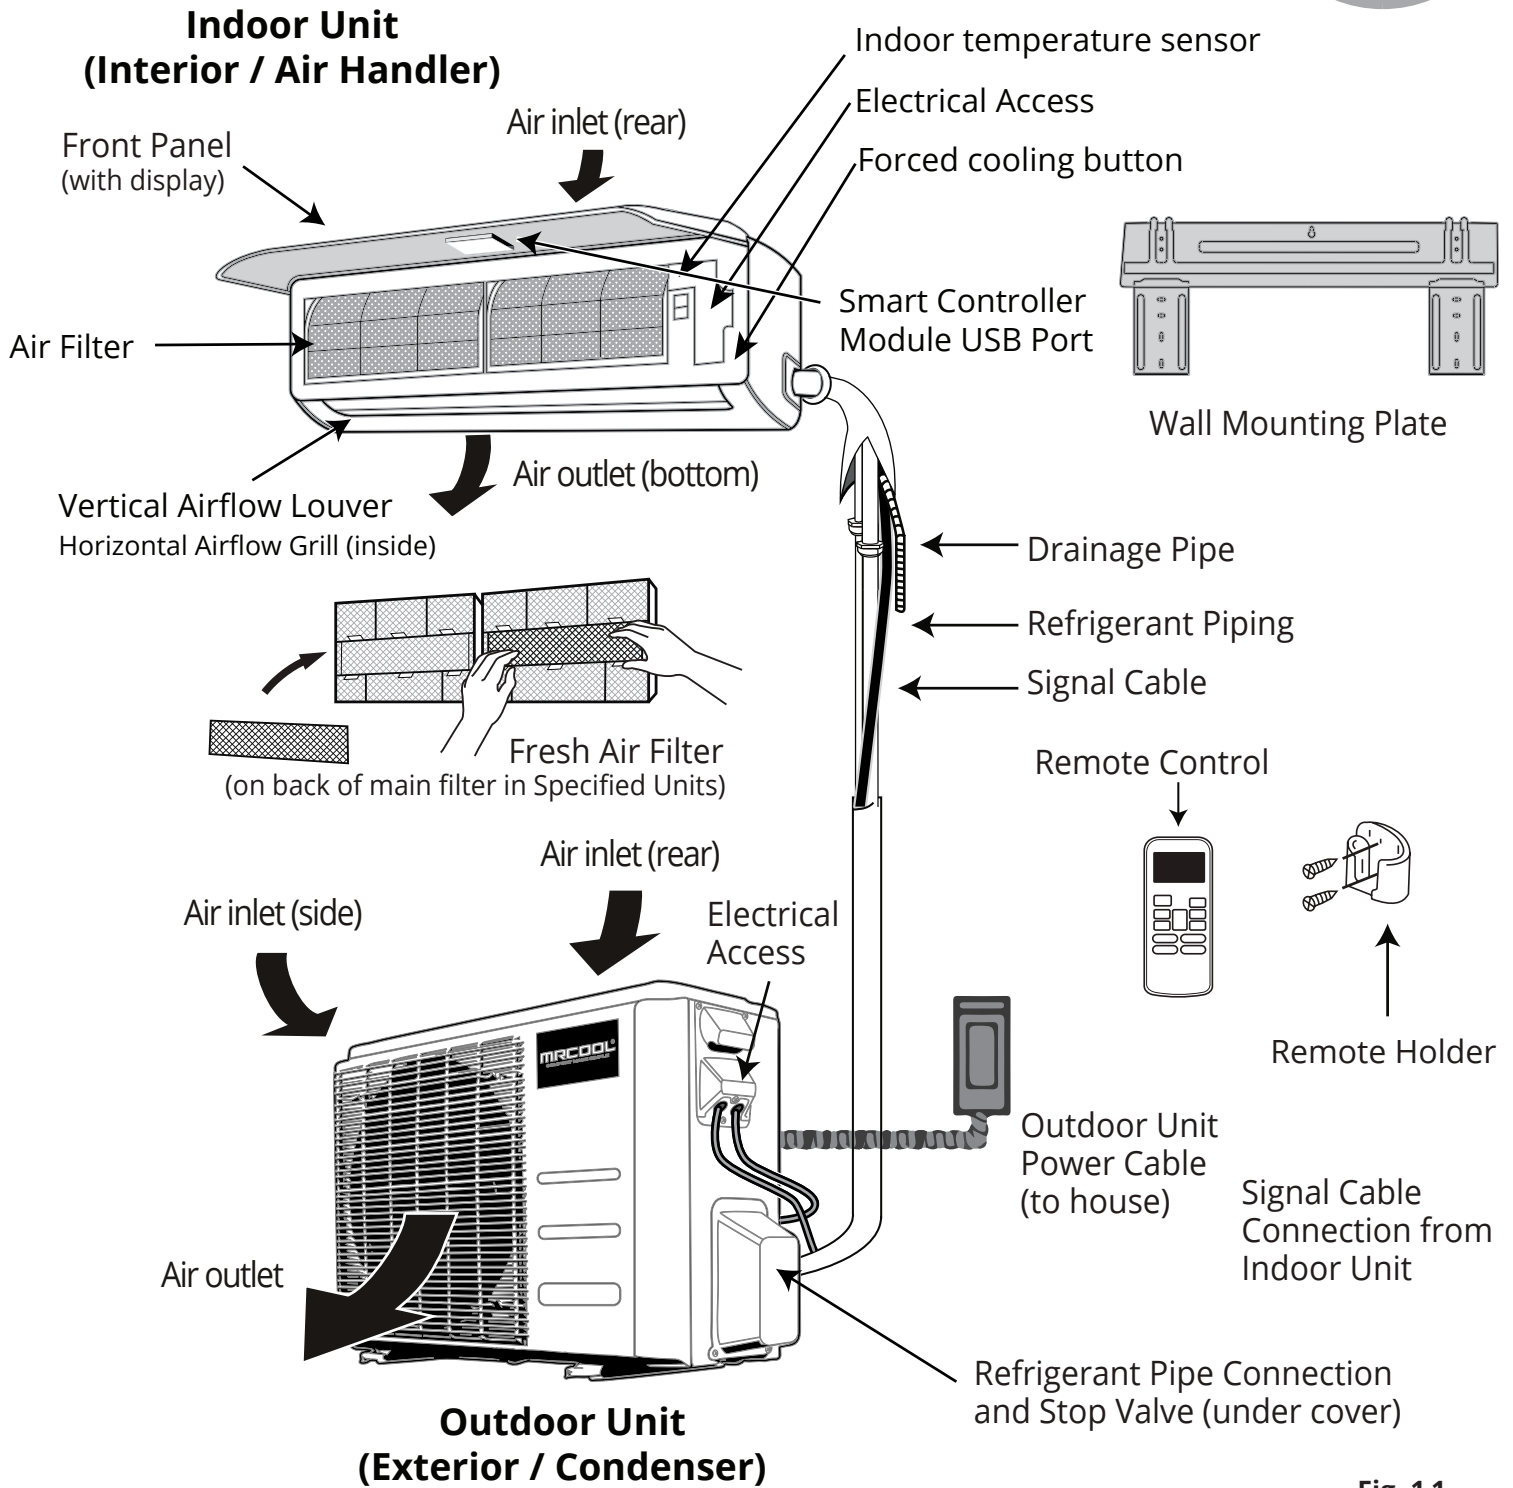 Indoor Unit
(Interior / Air Handler)
Indoor temperature sensor
Electrical Access
Air inlet (rear)
Front Panel
(with display)
Forced cooling button
Smart Controller
Module USB Port
Air Filter
Wall Mounting Plate
Air outlet (bottom)
Vertical Airflow Louver
Horizontal Airflow Grill (inside)
Drainage Pipe
Refrigerant Piping
Signal Cable
Fresh Air Filter
(on back of main filter in Specified Units)
Remote Control
Air inlet (rear)
Air inlet (side)
Electrical
Access
MRCOOL
Remote Holder
Outdoor Unit
Power Cable
(to house)
Signal Cable
Connection from
Indoor Unit
Air outlet
Refrigerant Pipe Connection
and Stop Valve (under cover)
Outdoor Unit
(Exterior / Condenser)